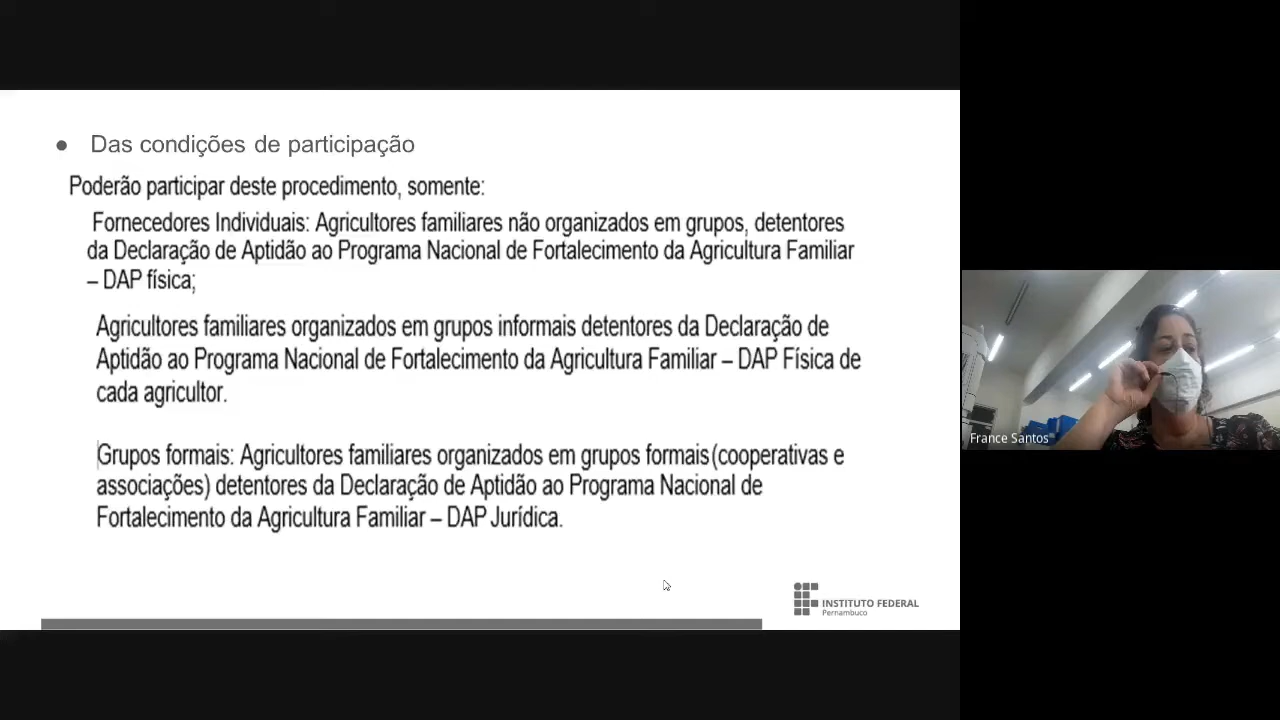 ● Das condições de participação
Poderão participar deste procedimento, somente:
Fornecedores Individuais: Agricultores familiares não organizados em grupos, detentores
da Declaração de Aptidão ao Programa Nacional de Fortalecimento da Agricultura Familiar
– DAP física;
Agricultores familiares organizados em grupos informais detentores da Declaração de
Aptidão ao Programa Nacional de Fortalecimento da Agricultura Familiar – DAP Física de
cada agricultor.
Grupos formais: Agricultores familiares organizados em grupos formais(cooperativas e
associações) detentores da Declaração de Aptidão ao Programa Nacional de
Fortalecimento da Agricultura Familiar – DAP Jurídica.
INSTITUTO FEDERAL
Pernambuco
France Santos